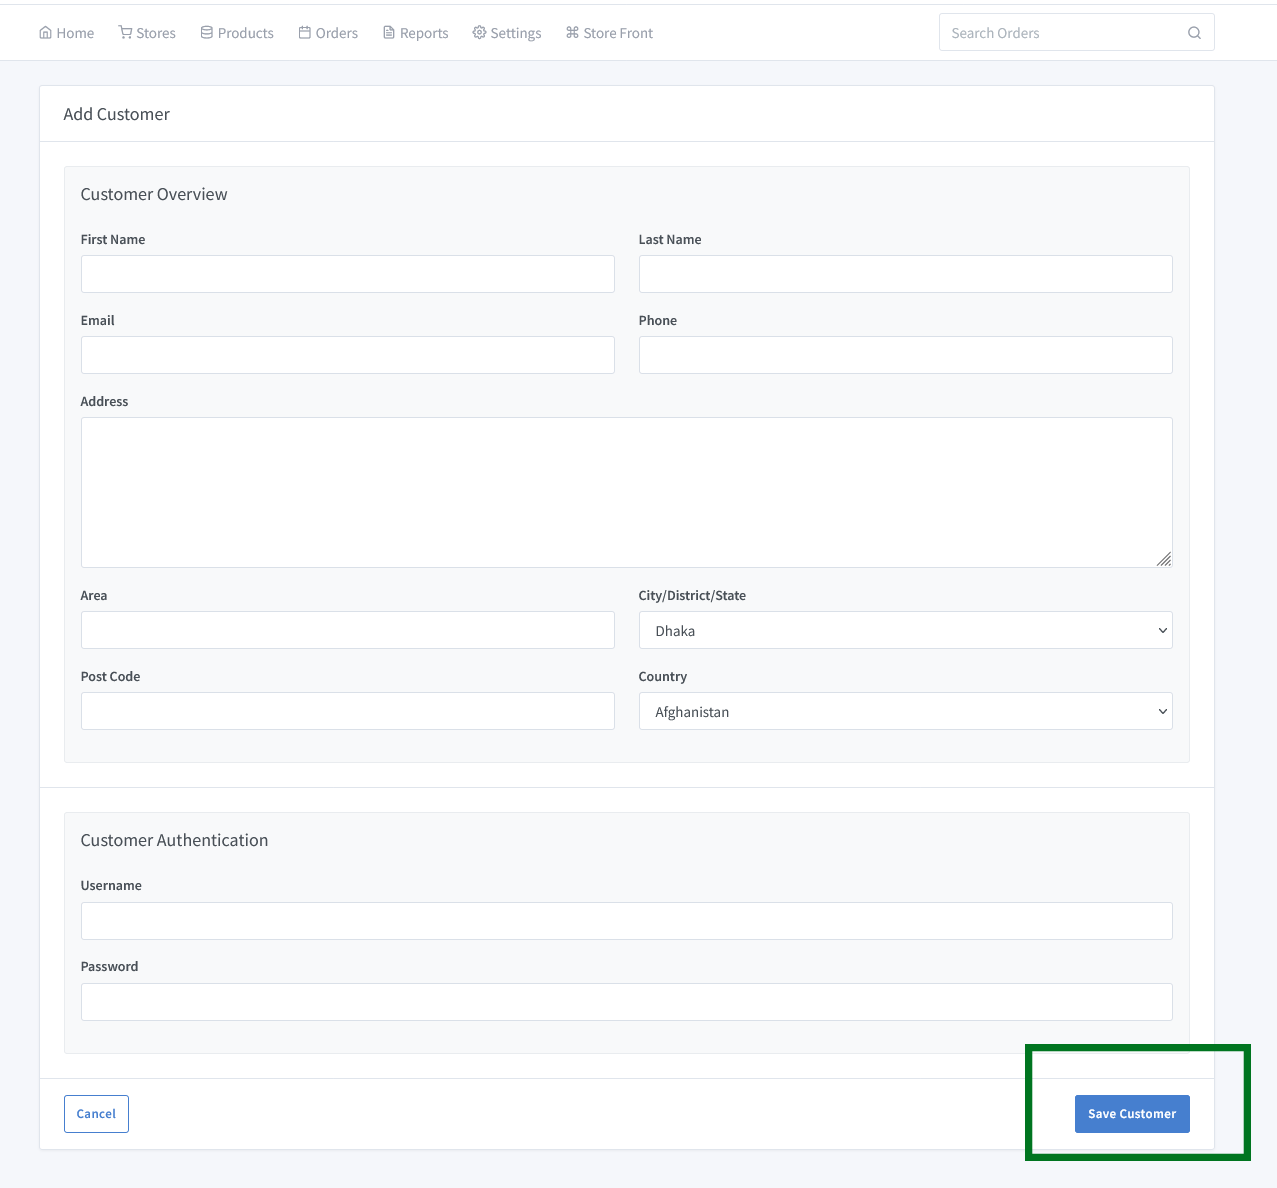 Home Stores Products Orders Reports Settings Store Front Search Orders
Add Customer
Customer Overview
First Name Last Name
Email Phone
Address
Area City/District/State
Dhaka
Post Code Country
Afghanistan
Customer Authentication
Username
Password
Cancel Save Customer